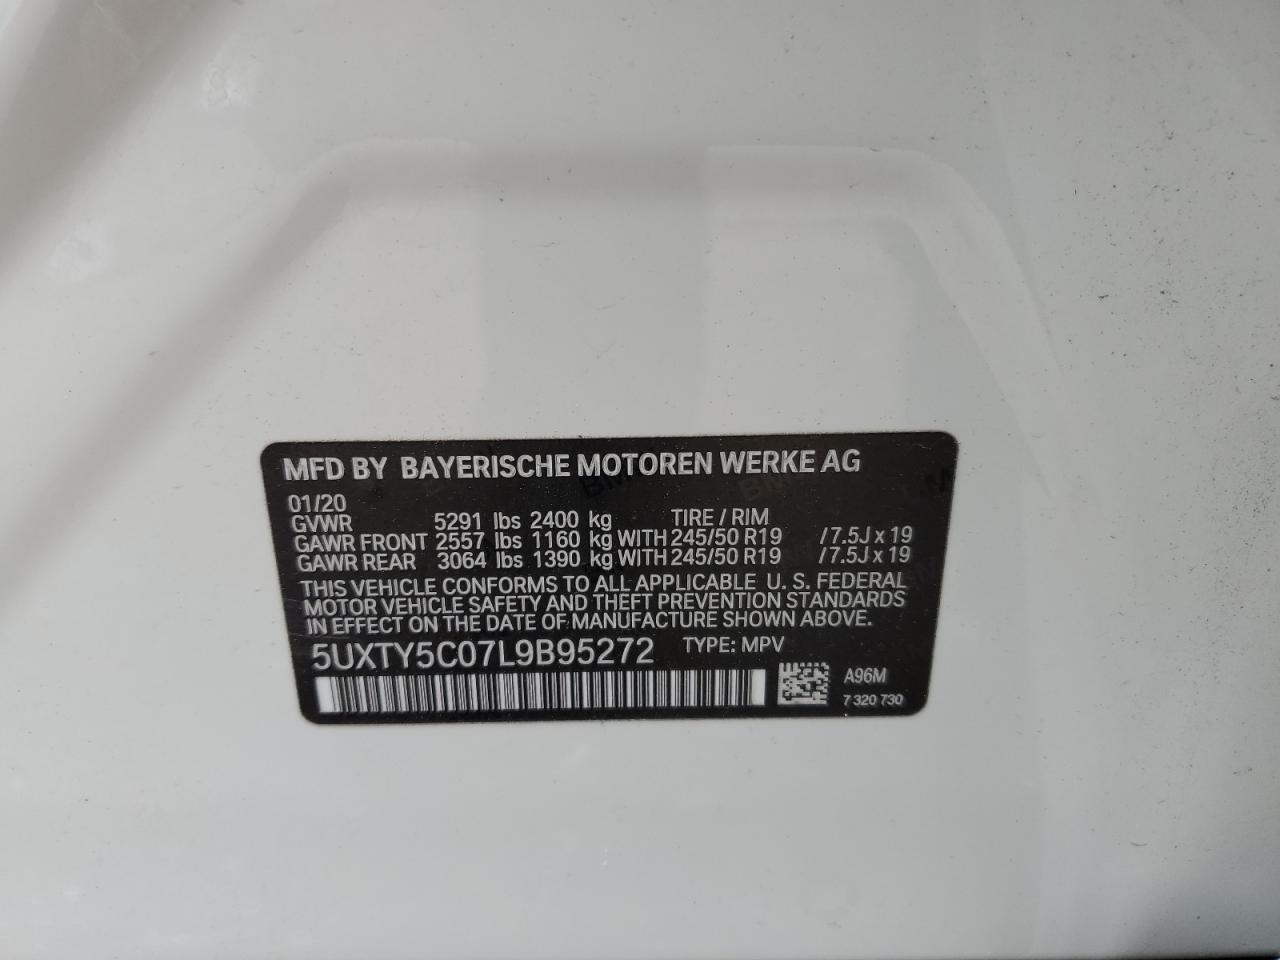 MFD BY BAYERISCHE MOTOREN WERKE AG
01/20
GVWR 5291 lbs 2400 kg TIRE / RIM
GAWR FRONT 2557 lbs 1160 kg WITH 245/50 R19 /7.5J x 19
GAWR REAR 3064 lbs 1390 kg WITH 245/50 R19 /7.5J x 19
THIS VEHICLE CONFORMS TO ALL APPLICABLE U. S. FEDERAL
MOTOR VEHICLE SAFETY AND THEFT PREVENTION STANDARDS
IN EFFECT ON THE DATE OF MANUFACTURE SHOWN ABOVE.
5UXTY5C07L9B95272 TYPE: MPV
A96M
7 320 730